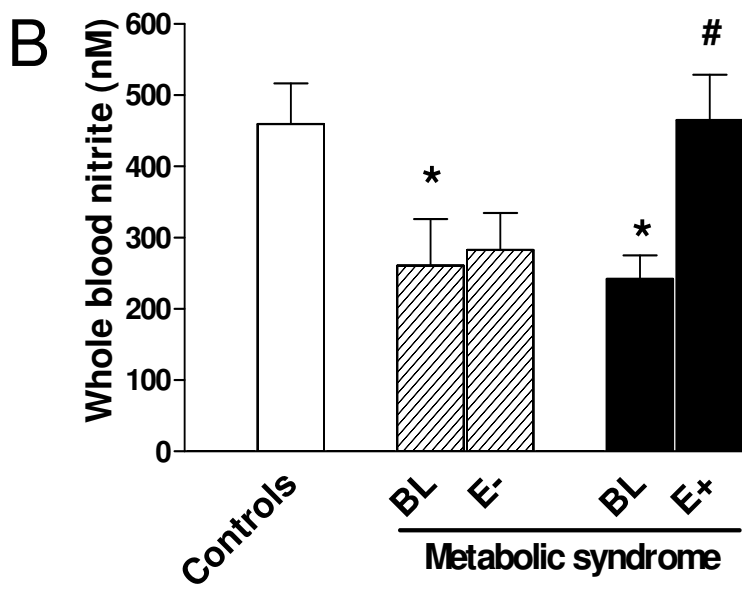 B
Whole blood nitrite (nM)
600
500
400
300
200
100
0
*
*
#
Controls
BL
E-
BL
E+
Metabolic syndrome